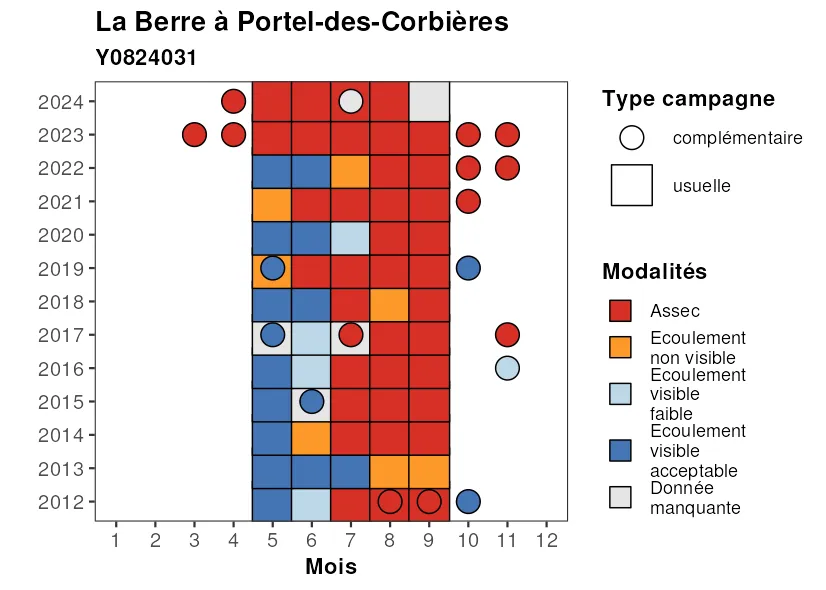 La Berre à Portel-des-Corbières
Y0824031
2024
2023
2022
2021
2020
2019
2018
2017
2016
2015
2014
2013
2012
1 2 3 4 5 6 7 8 9 10 11 12
Mois
Type campagne
complémentaire
usuelle
Modalités
Assec
Ecoulement
non visible
Ecoulement
visible
faible
Ecoulement
visible
acceptable
Donnée
manquante